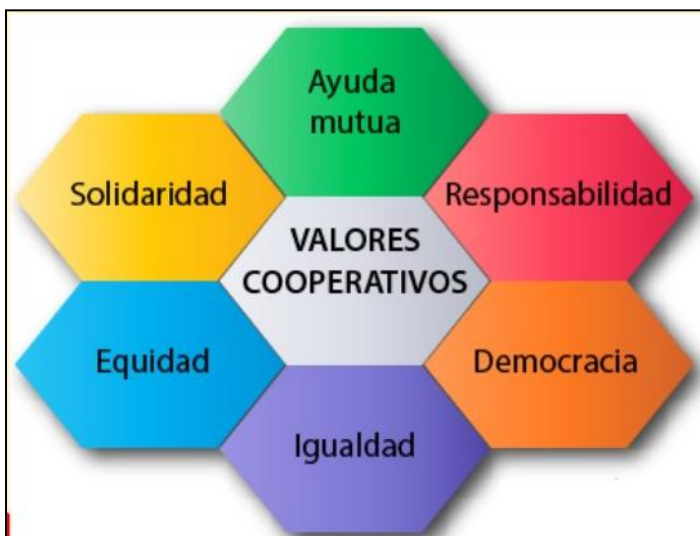 Ayuda
mutua
Solidaridad
Responsabilidad
VALORES
COOPERATIVOS
Equidad
Democracia
Igualdad